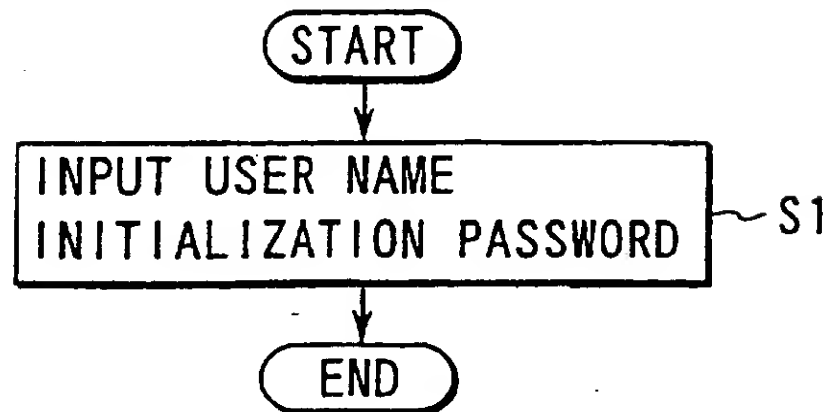 START
INPUT USER NAME
INITIALIZATION PASSWORD
S1
END